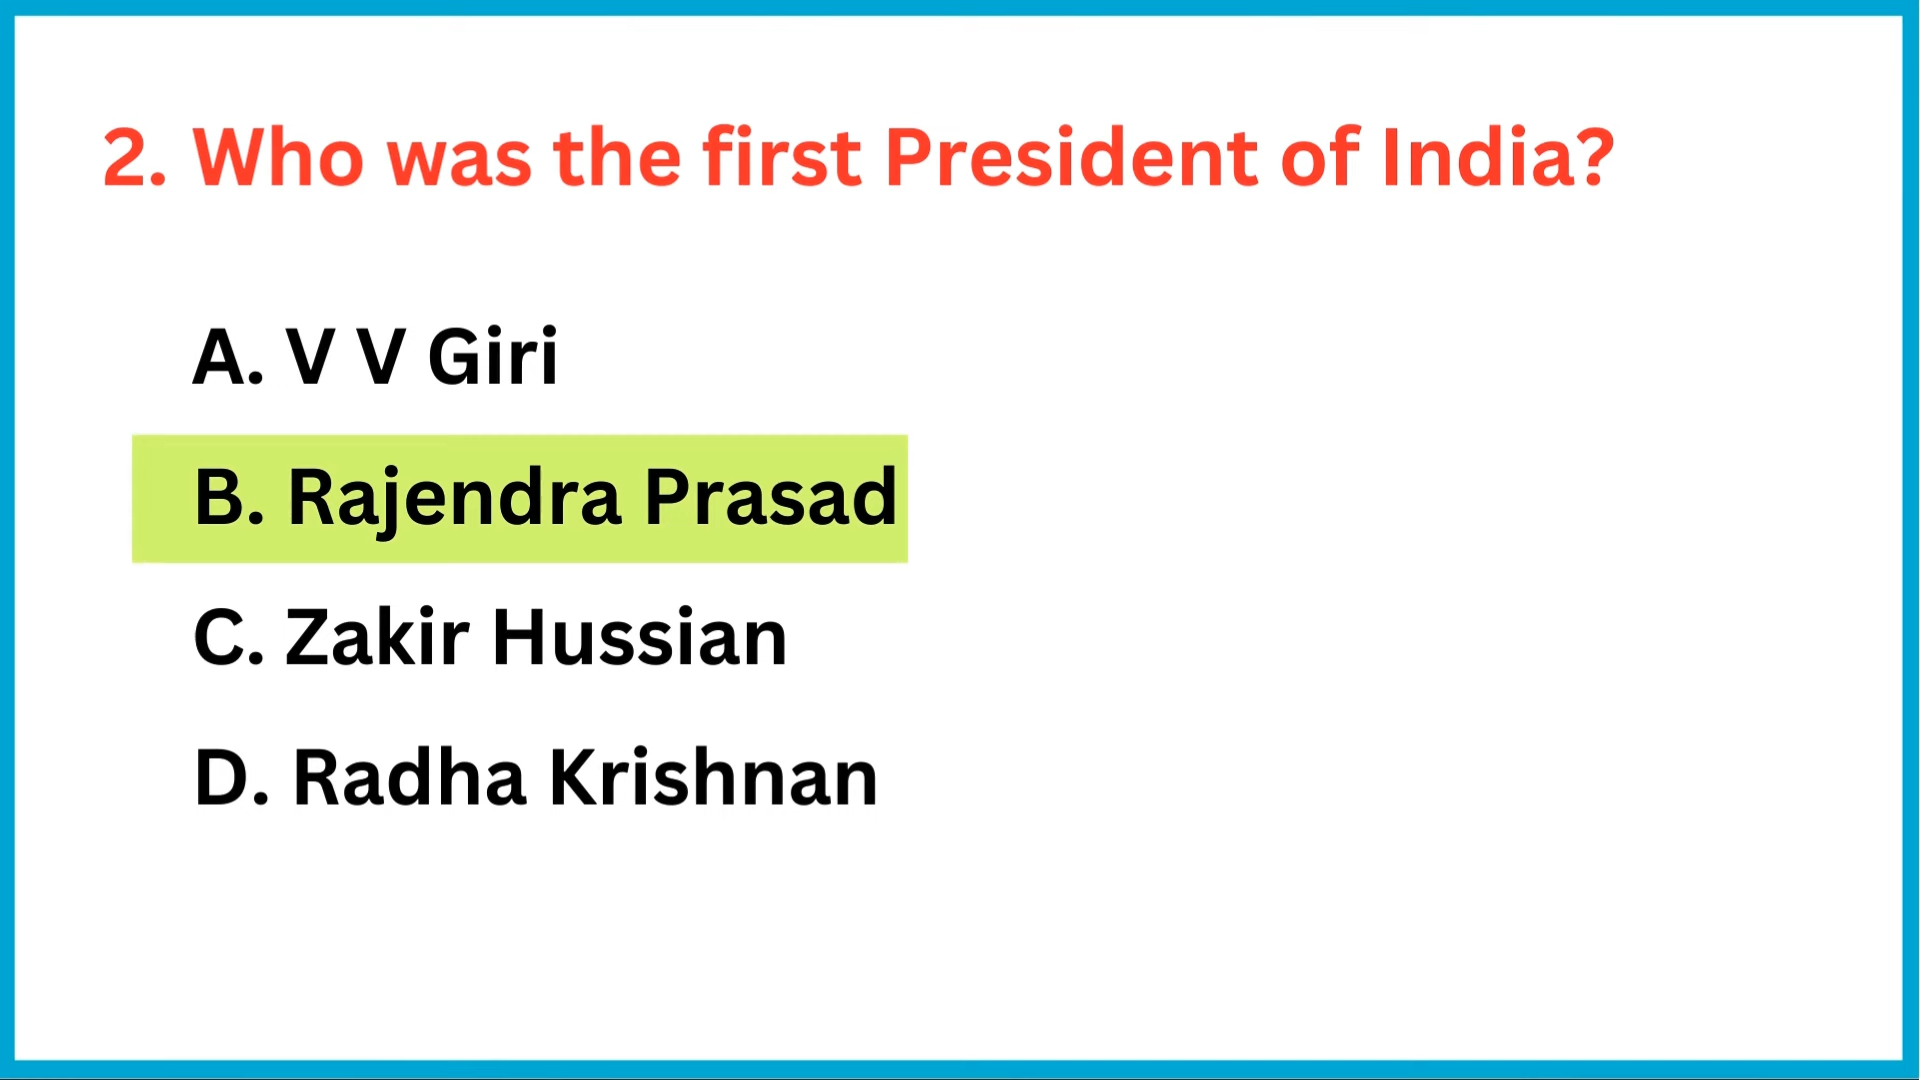 2. Who was the first President of India?
A. V V Giri
B. Rajendra Prasad
C. Zakir Hussian
D. Radha Krishnan